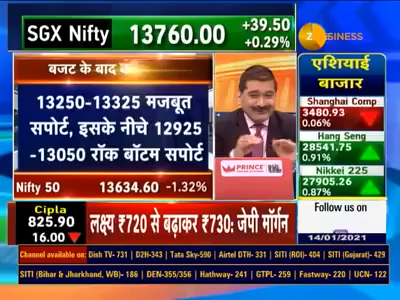 SGX Nifty
13760.00
+39.50
+0.29%
2 BUSINESS
बजट के बाद
13250-13325 मजबूत
सपोर्ट, इसके नीचे 12925
-13050 रॉक बॉटम सपोर्ट
Nifty 50
13634.60
-1.32%
PRINCE
एशियाई
बाजार
Shanghai Comp
3480.93
0.06%
Hang Seng
28541.75
0.91%
Nikkei 225
27905.26
0.87%
Cipla
825.90
16.00
लक्ष्य ₹720 से बढ़ाकर ₹730: जेपी मॉर्गन
Follow us on
14/01/2021
Channel available on: Dish TV- 731 | D2H-343 | Tata Sky-590 | Airtel DTH- 331 | SITI (ROI)- 404 | SITI (Gujarat)- 429
SITI (Bihar & Jharkhand, WB)- 186 | DEN-355/356 | Hathway- 241 | GTPL- 259 | Fastway- 220 | UCN- 122